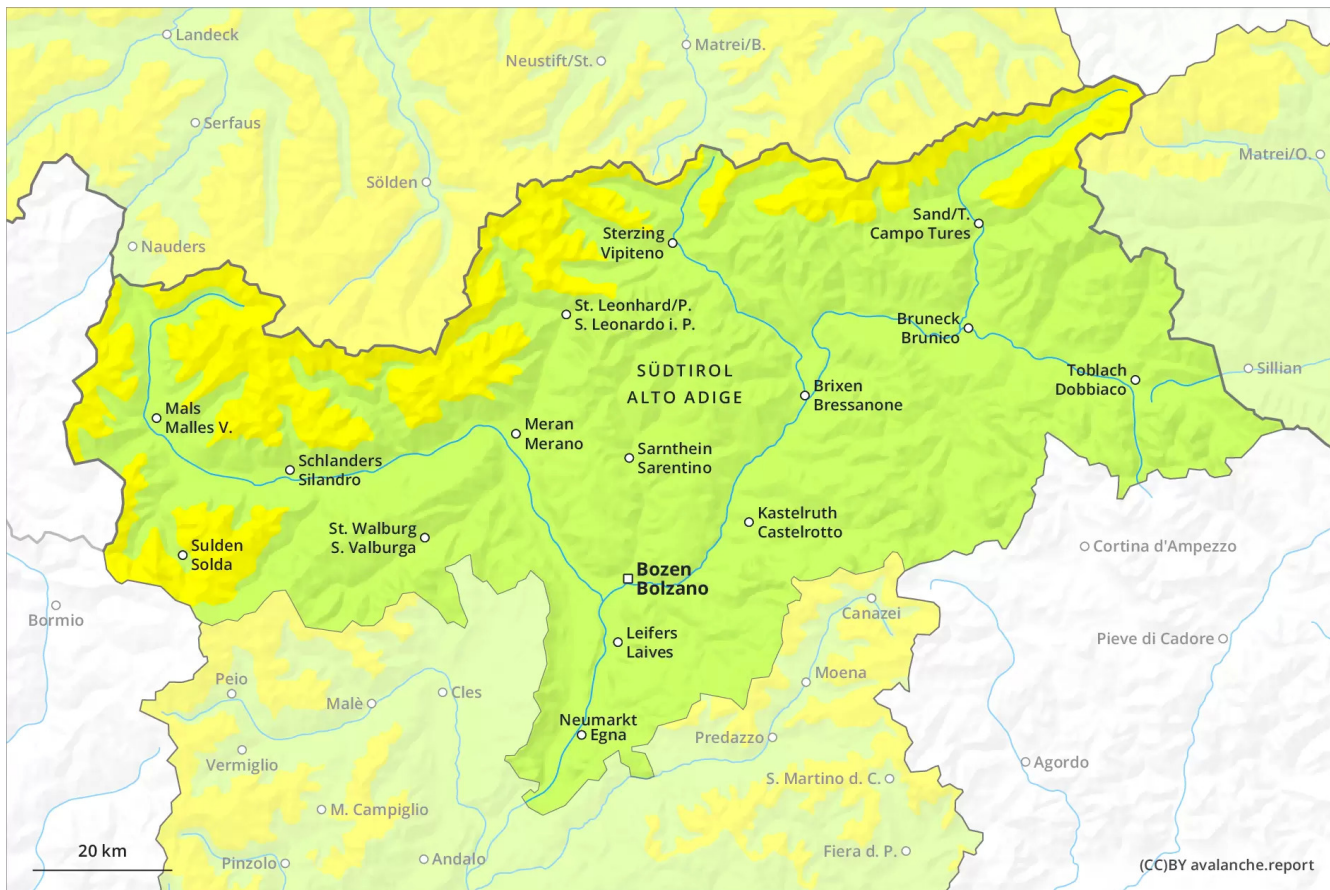 Landeck
Matrei/B.
Neustift/St.
Serfaus
Matrei/O.
Sölden
Sand/T.
Campo Tures
Sterzing
Vipiteno
Nauders
St. Leonhard/P.
S. Leonardo i. P.
Bruneck
Brunico
SÜDTIROL
ALTO ADIGE
Toblach
Dobbiaco
Sillian
Brixen
Bressanone
Mals
Malles V.
Meran
Merano
Schlanders
Silandro
Sarnthein
Sarentino
Kastelruth
Castelrotto
St. Walburg
S. Valburga
Sulden
Solda
Cortina d'Ampezzo
Bozen
Bolzano
Bormio
Canazei
Leifers
Laives
Pieve di Cadore
Peio
Malè
Cles
Moena
Neumarkt
Egna
Predazzo
Vermiglio
Agordo
S. Martino d. C.
M. Campiglio
20 km
Pinzolo
Andalo
Fiera d. P.
(CC)BY avalanche.report